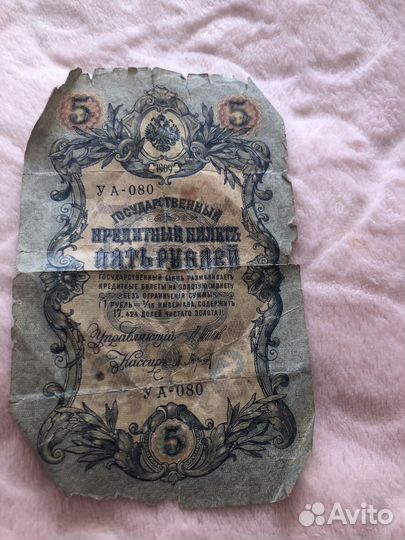 5 5
1909
УА-080
ГОСУДАРСТВЕННЫЙ
КРЕДИТНЫЙ БИЛЕТЪ
ПЯТЬ РУБЛЕЙ
ГОСУДАРСТВЕННЫЙ БАНКЪ РАЗМѢНИВАЕТЪ
КРЕДИТНЫЕ БИЛЕТЫ НА ЗОЛОТУЮ МОНЕТУ
БЕЗЪ ОГРАНИЧЕНІЯ СУММЫ
(1 РУБЛЬ = 1/15 ИМПЕРІАЛА, СОДЕРЖИТЪ
17,424 ДОЛЕЙ ЧИСТАГО ЗОЛОТА).
Управляющій
Кассиръ
УА-080
5
Avito